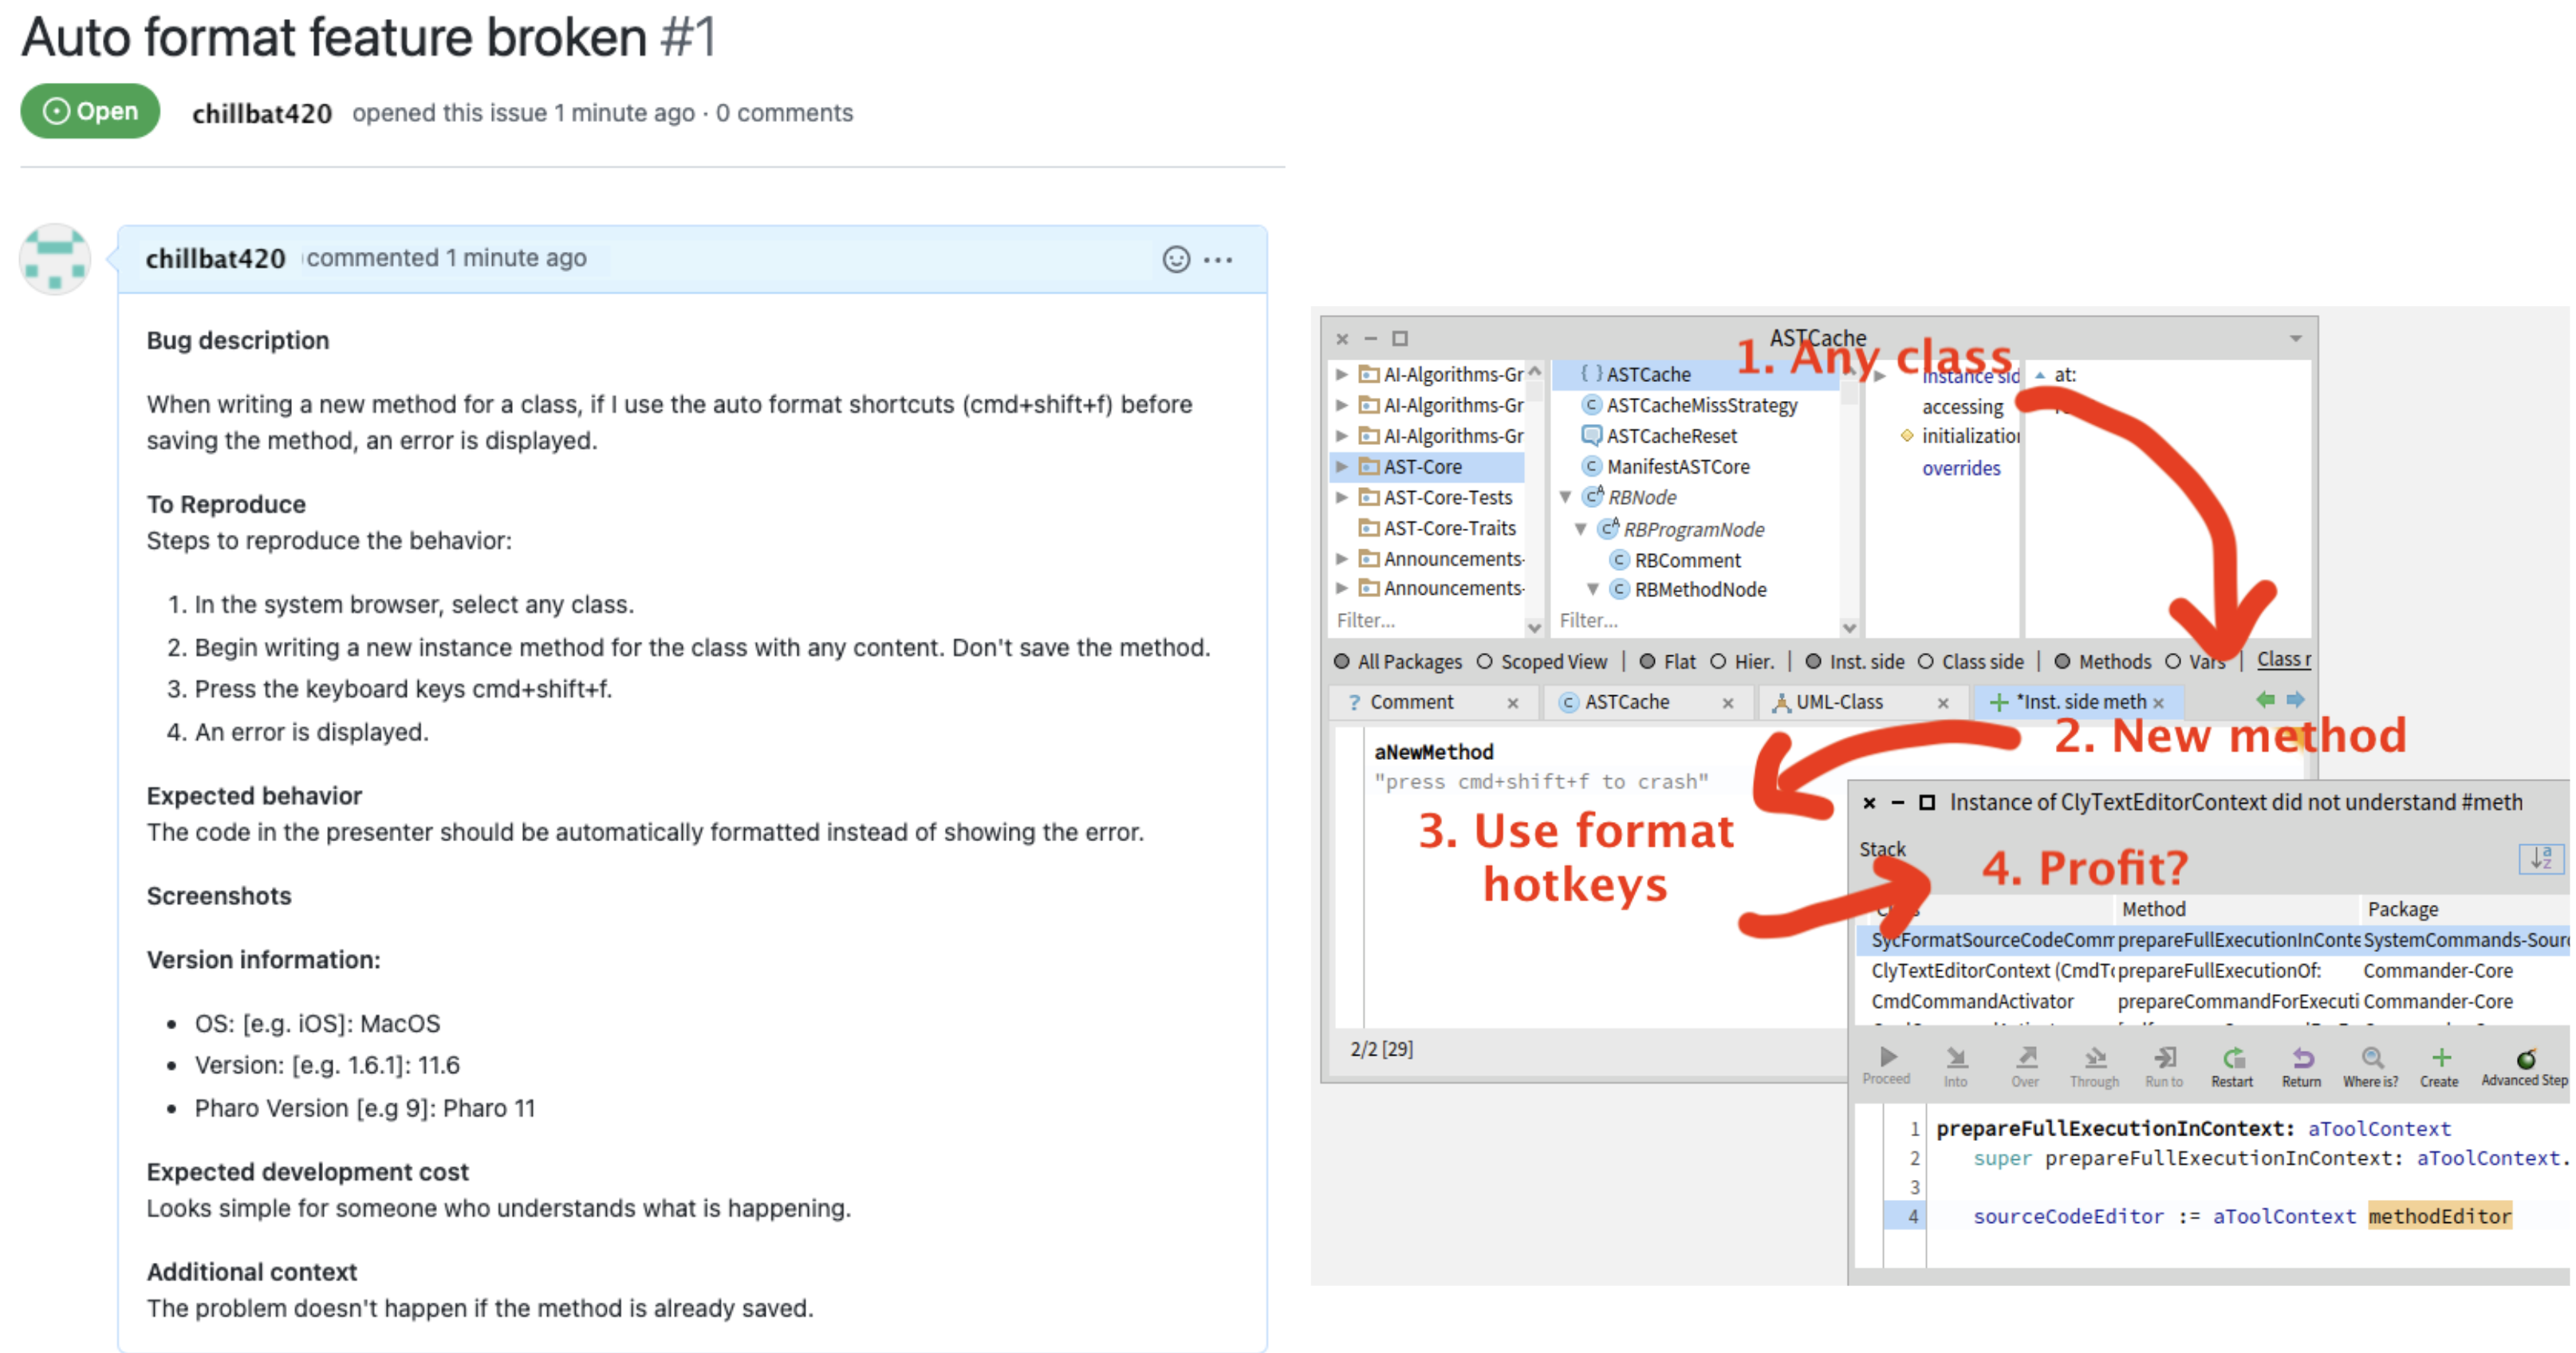 Auto format feature broken #1
Open chillbat420 opened this issue 1 minute ago · 0 comments
chillbat420 commented 1 minute ago
Bug description
When writing a new method for a class, if I use the auto format shortcuts (cmd+shift+f) before
saving the method, an error is displayed.
To Reproduce
Steps to reproduce the behavior:
1. In the system browser, select any class.
2. Begin writing a new instance method for the class with any content. Don't save the method.
3. Press the keyboard keys cmd+shift+f.
4. An error is displayed.
Expected behavior
The code in the presenter should be automatically formatted instead of showing the error.
Screenshots
Version information:
• OS: [e.g. iOS]: MacOS
• Version: [e.g. 1.6.1]: 11.6
• Pharo Version [e.g 9]: Pharo 11
Expected development cost
Looks simple for someone who understands what is happening.
Additional context
The problem doesn't happen if the method is already saved.
ASTCache
1. Any class
AI-Algorithms-Gr
AI-Algorithms-Gr
AI-Algorithms-Gr
AST-Core
AST-Core-Tests
AST-Core-Traits
Announcements-
Announcements-
Filter...
{ } ASTCache
ASTCacheMissStrategy
ASTCacheReset
ManifestASTCore
RBNode
RBProgramNode
RBComment
RBMethodNode
Filter...
instance sid
accessing
initialization
overrides
at:
All Packages Scoped View | Flat Hier. | Inst. side Class side | Methods Vars | Class r
? Comment × ASTCache × UML-Class × *Inst. side meth ×
2. New method
aNewMethod
"press cmd+shift+f to crash"
3. Use format
hotkeys
2/2 [29]
Instance of ClyTextEditorContext did not understand #meth
Stack
4. Profit?
Method Package
SycFormatSourceCodeComm prepareFullExecutionInConte SystemCommands-Sour
ClyTextEditorContext (CmdTo prepareFullExecutionOf: Commander-Core
CmdCommandActivator prepareCommandForExecuti Commander-Core
Proceed Into Over Through Run to Restart Return Where is? Create Advanced Step
1 prepareFullExecutionInContext: aToolContext
2 super prepareFullExecutionInContext: aToolContext.
3
4 sourceCodeEditor := aToolContext methodEditor